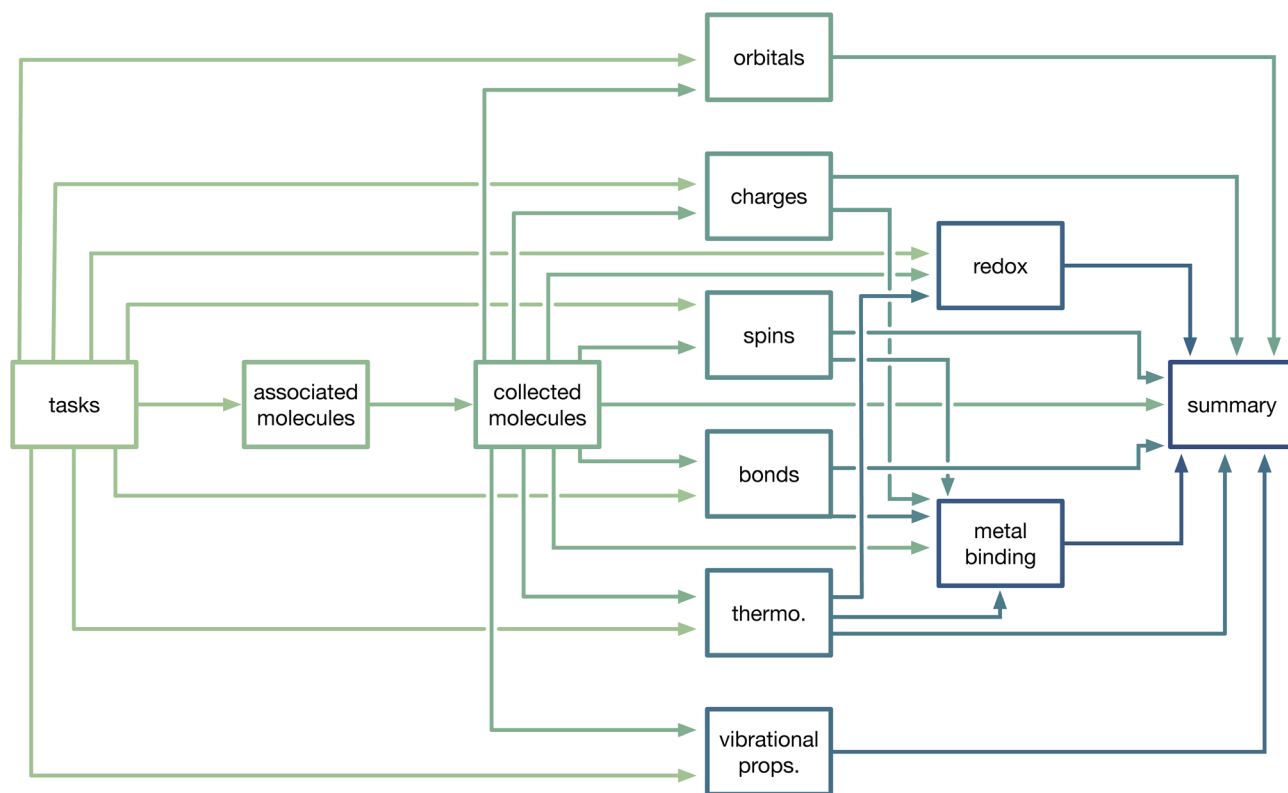 orbitals
charges
redox
spins
tasks
associated
molecules
collected
molecules
summary
bonds
metal
binding
thermo.
vibrational
props.